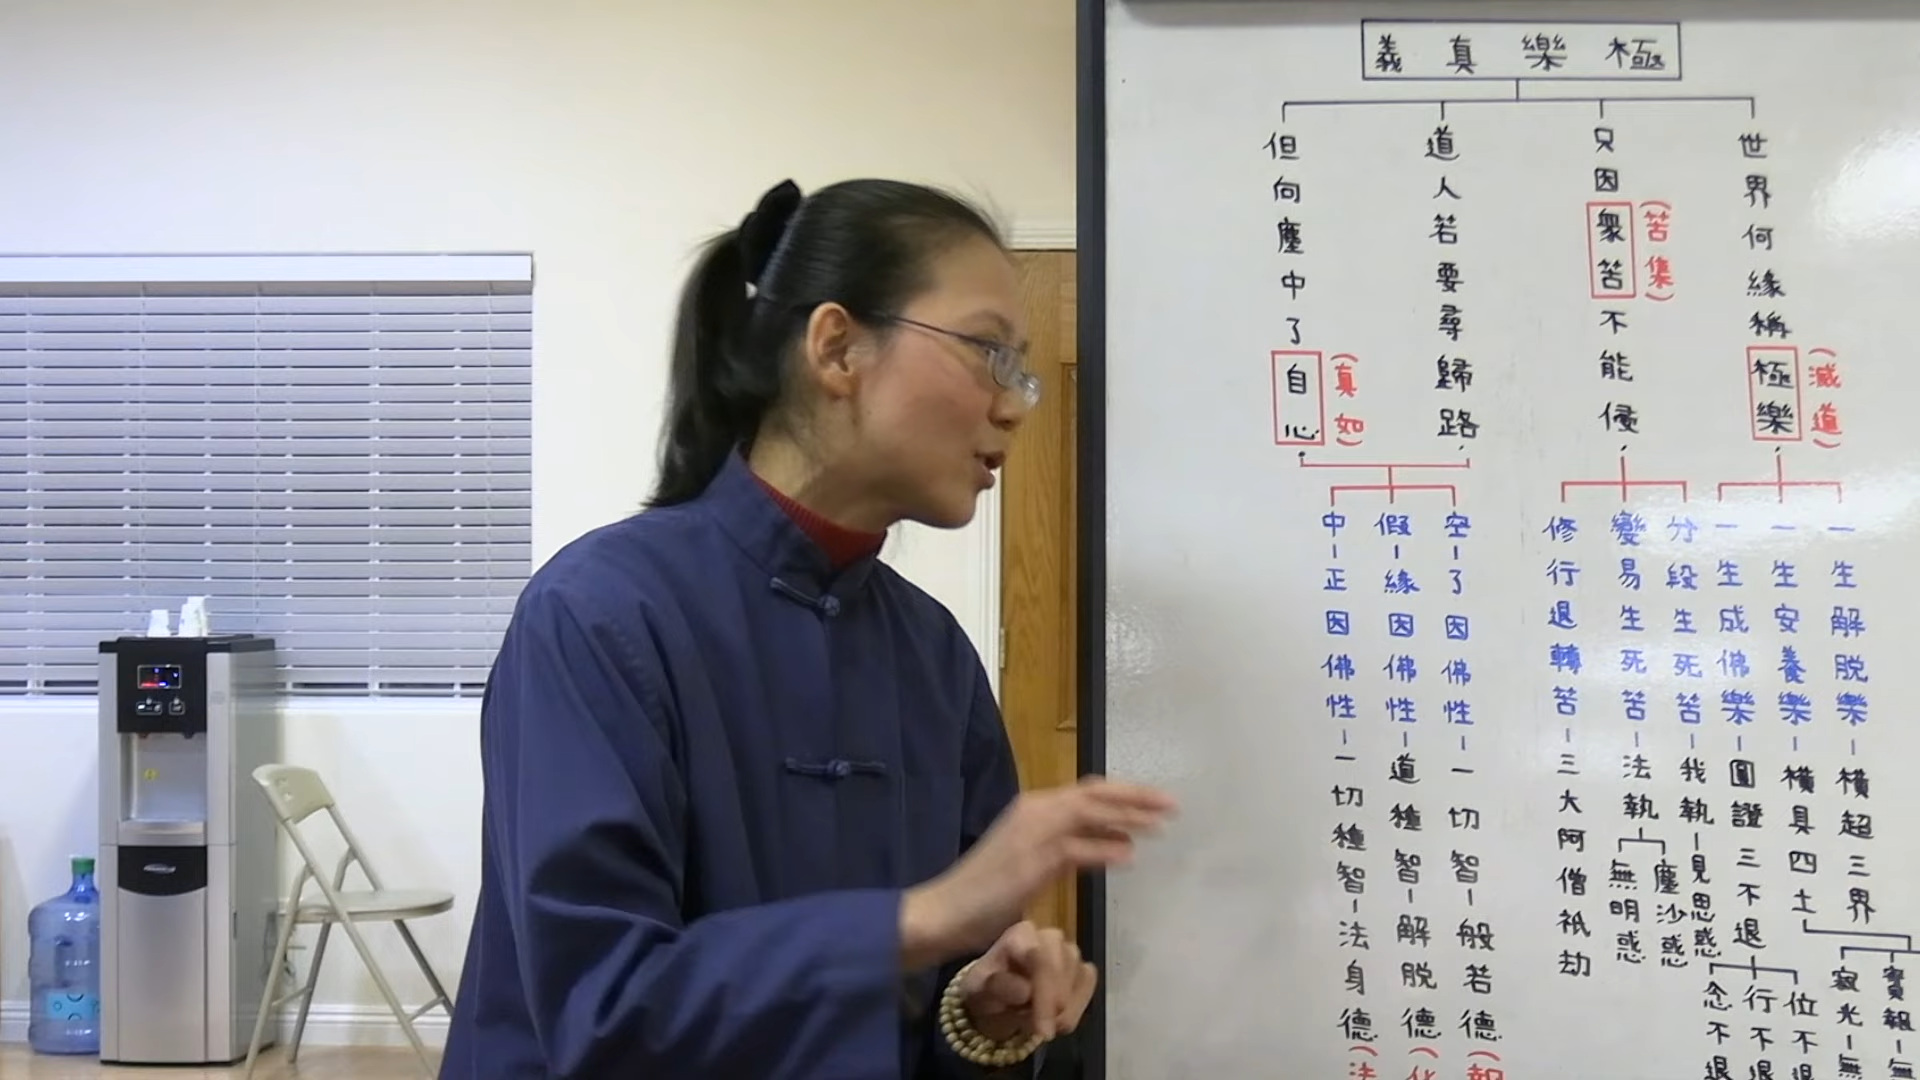 極樂真義
世界何緣稱極樂
(滅道)
只因眾苦不能侵
(苦集)
道人若要尋歸路
但向塵中了自心
(真如)
一生解脫樂-橫超三界
一生安養樂-橫具四土
實報-無
寂光-無
一生成佛樂-圓證三不退
位不退
行不退
念不退
分段生死苦-我執-見思惑
變易生死苦-法執
塵沙惑
無明惑
修行退轉苦-三大阿僧祇劫
空-了因佛性-一切智-般若德(報
假-緣因佛性-道種智-解脫德(化
中-正因佛性-一切種智-法身德(法